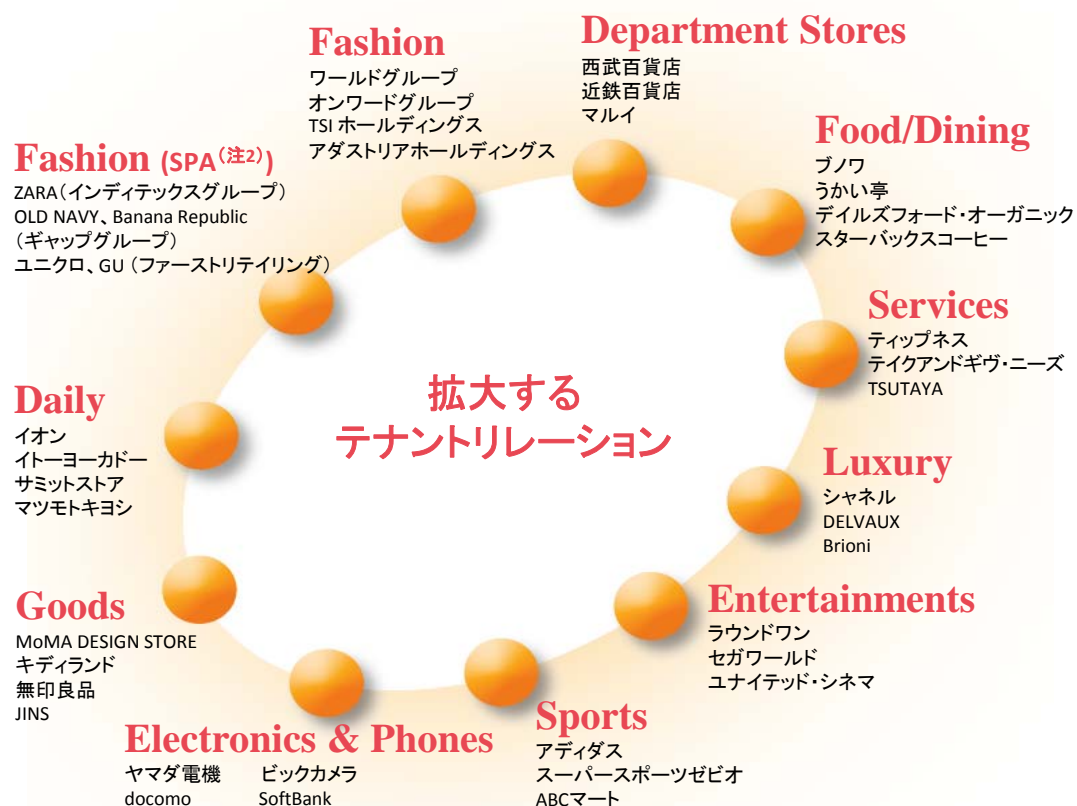 Fashion
ワールドグループ
オンワードグループ
TSI ホールディングス
アダストリアホールディングス
Department Stores
西武百貨店
近鉄百貨店
マルイ
Food/Dining
ブノワ
うかい亭
デイルズフォード・オーガニック
スターバックスコーヒー
Fashion (SPA(注2))
ZARA(インディテックスグループ)
OLD NAVY、Banana Republic
(ギャップグループ)
ユニクロ、GU (ファーストリテイリング)
Services
ティップネス
テイクアンドギヴ・ニーズ
TSUTAYA
拡大する
テナントリレーション
Daily
イオン
イトーヨーカドー
サミットストア
マツモトキヨシ
Luxury
シャネル
DELVAUX
Brioni
Goods
MoMA DESIGN STORE
キディランド
無印良品
JINS
Entertainments
ラウンドワン
セガワールド
ユナイテッド・シネマ
Electronics & Phones
ヤマダ電機 ビックカメラ
docomo SoftBank
Sports
アディダス
スーパースポーツゼビオ
ABCマート